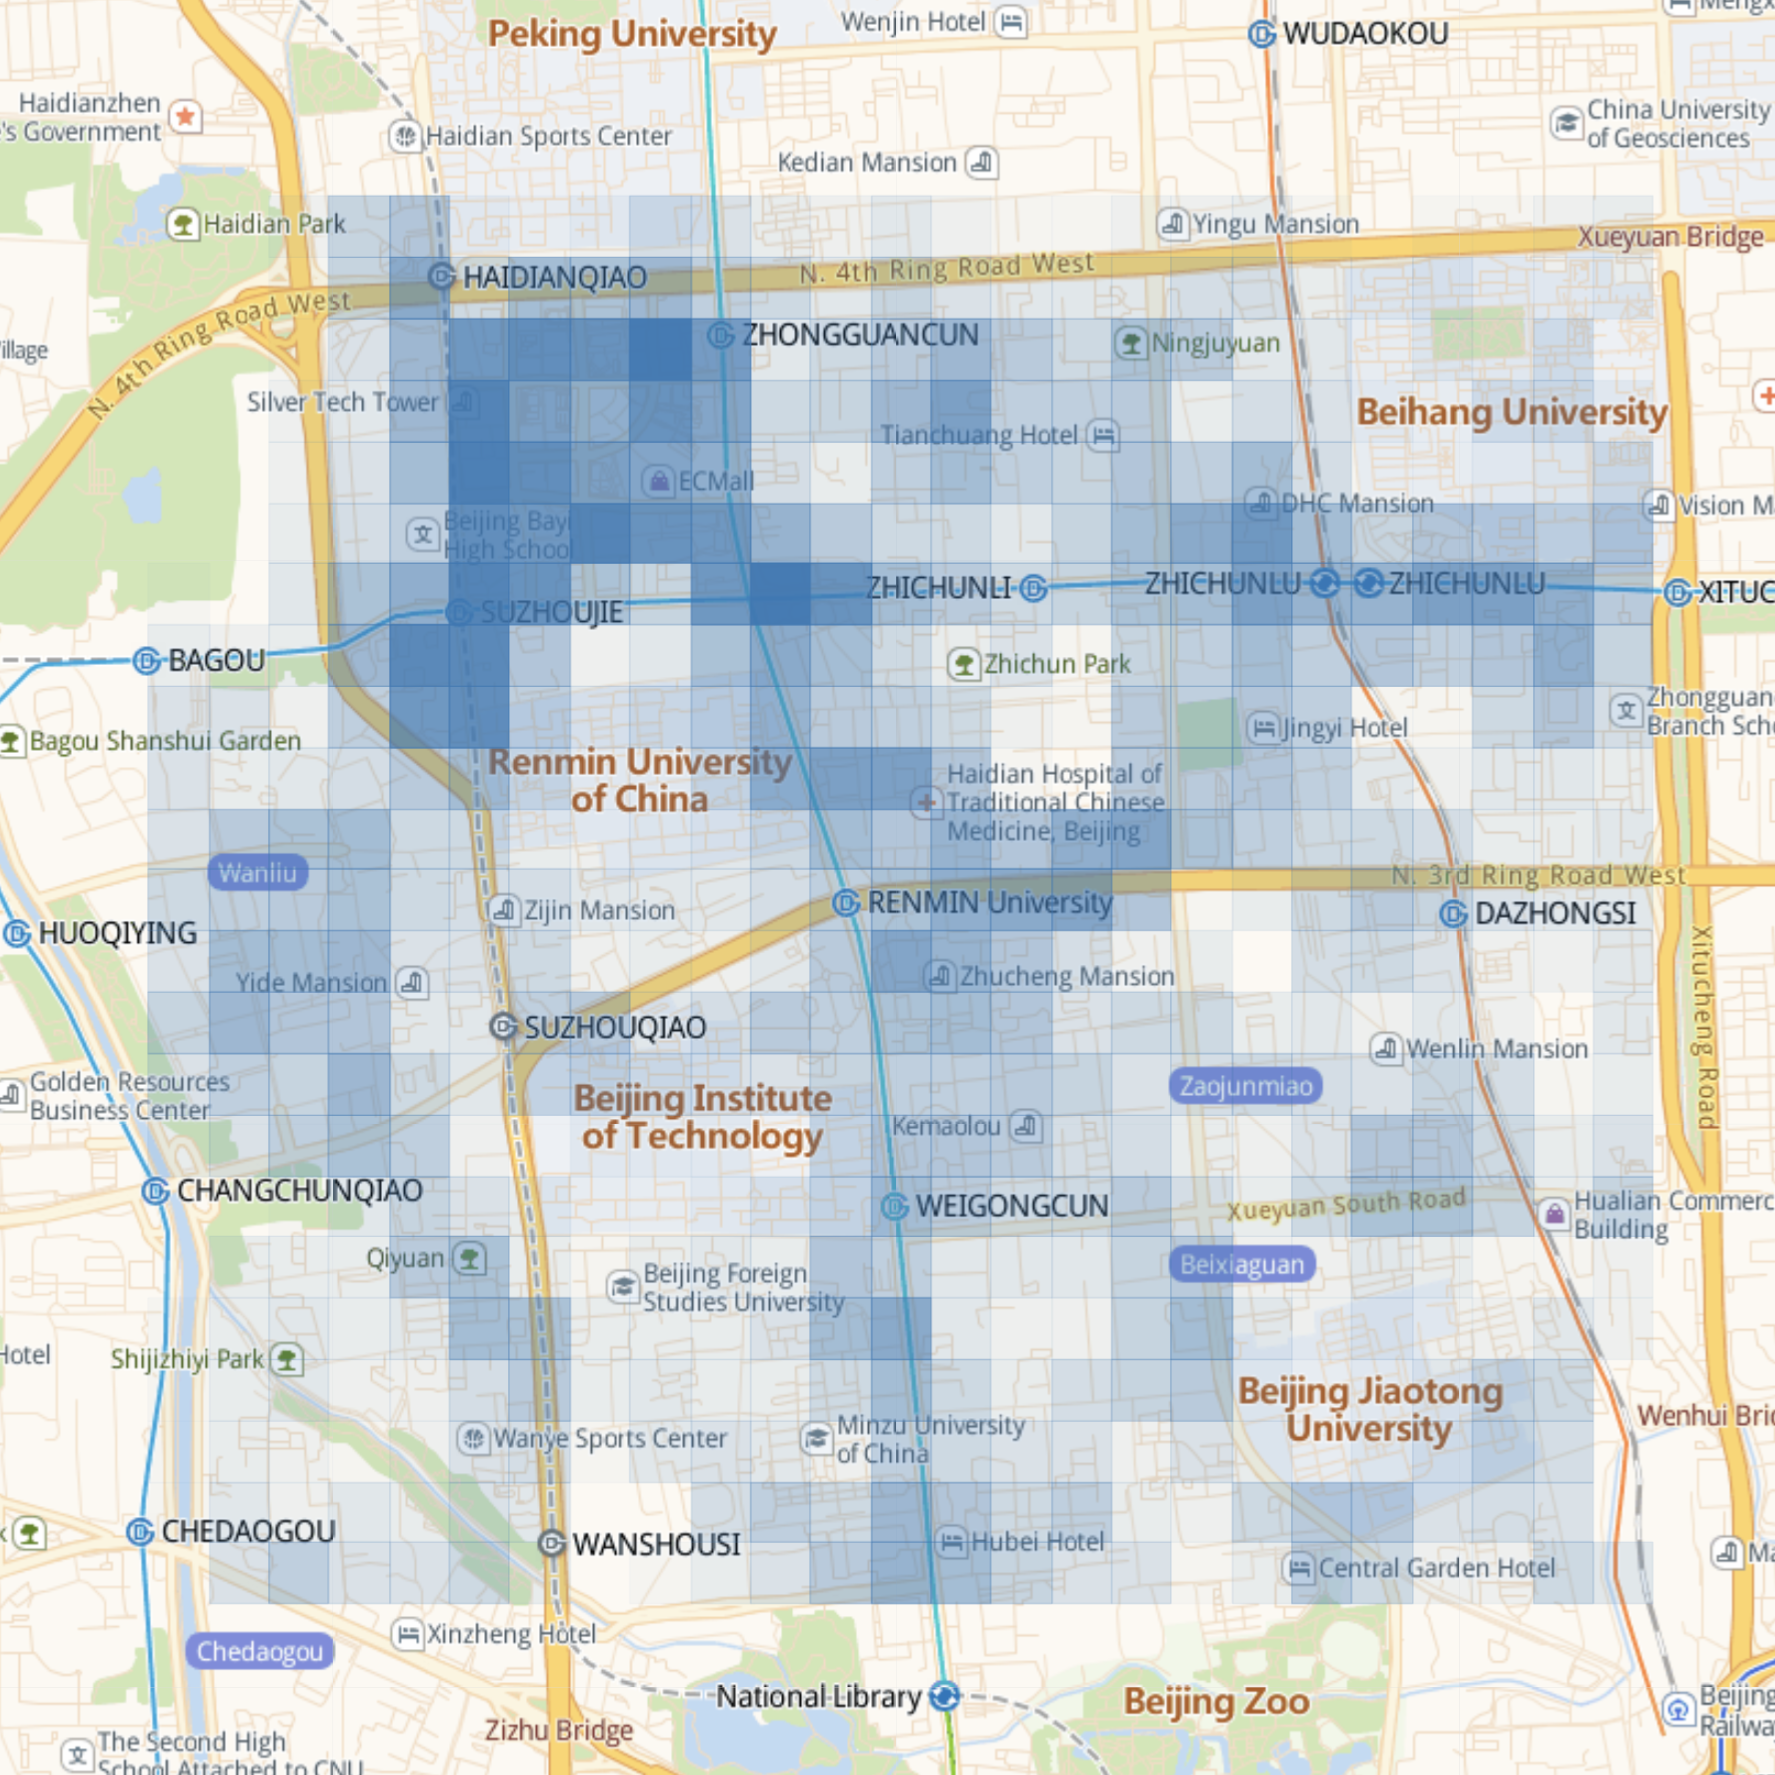 Peking University
Wenjin Hotel
WUDAOKOU
Haidianzhen
's Government
Haidian Sports Center
China University
of Geosciences
Kedian Mansion
Haidian Park
Yingu Mansion
Xueyuan Bridge
N. 4th Ring Road West
HAIDIANQIAO
N. 4th Ring Road West
ZHONGGUANCUN
Ningjuyuan
illage
Silver Tech Tower
Beihang University
Tianchuang Hotel
ECMall
DHC Mansion
Vision M
Beijing Bayi
High School
ZHICHUNLI
ZHICHUNLU
ZHICHUNLU
XITUC
SUZHOUJIE
BAGOU
Zhichun Park
Zhongguan
Branch Sch
Bagou Shanshui Garden
Jingyi Hotel
Renmin University
of China
Haidian Hospital of
Traditional Chinese
Medicine, Beijing
Wanliu
N. 3rd Ring Road West
Zijin Mansion
RENMIN University
DAZHONGSI
HUOQIYING
Yide Mansion
Zhucheng Mansion
Xitucheng Road
SUZHOUQIAO
Wenlin Mansion
Golden Resources
Business Center
Zaojunmiao
Beijing Institute
of Technology
Kemaolou
CHANGCHUNQIAO
WEIGONGCUN
Xueyuan South Road
Hualian Commerc
Building
Qiyuan
Beijing Foreign
Studies University
Beixiaguan
Hotel
Shijizhiyi Park
Beijing Jiaotong
University
Wenhui Bri
Wanye Sports Center
Minzu University
of China
CHEDAOGOU
WANSHOUSI
Hubei Hotel
Central Garden Hotel
Ma
Xinzheng Hotel
Chedaogou
National Library
Beijing Zoo
Beijing
Railwa
Zizhu Bridge
The Second High
School Attached to CNU